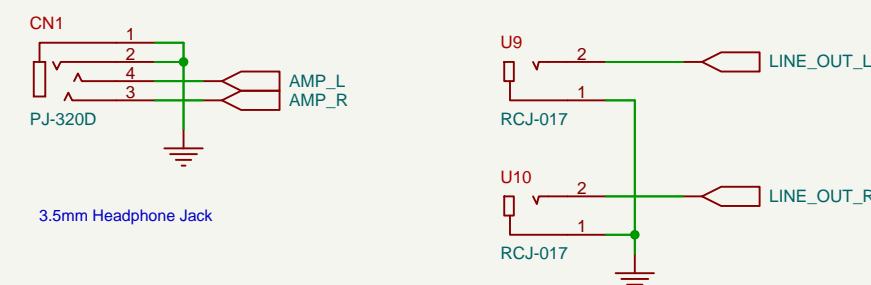 CN1
1
2
4
3
AMP_L
AMP_R
PJ-320D
3.5mm Headphone Jack
U9
2
LINE_OUT_L
1
RCJ-017
U10
2
LINE_OUT_R
1
RCJ-017